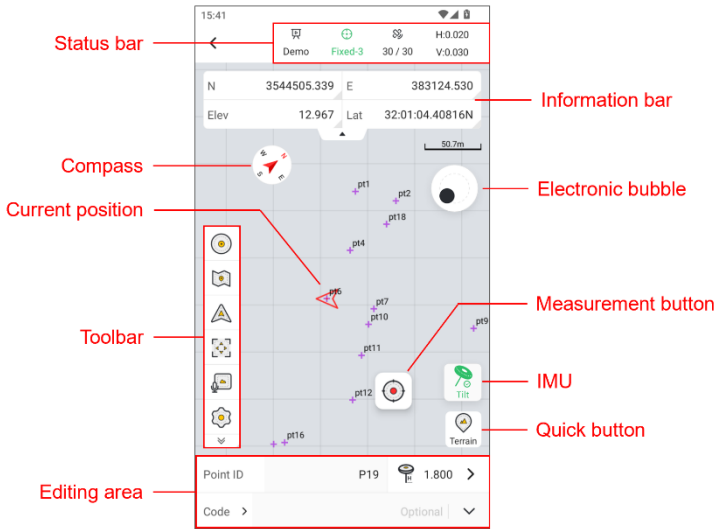 15:41
Status bar
Demo
Fixed-3
30 / 30
H:0.020
V:0.030
N 3544505.339 E 383124.530
Elev 12.967 Lat 32:01:04.40816N
Information bar
50.7m
Compass
W N S E
Electronic bubble
pt1
pt2
pt18
Current position
pt4
pt6
pt7
pt10
pt9
Measurement button
Toolbar
pt11
pt12
Tilt
IMU
pt16
Terrain
Quick button
Editing area
Point ID P19 1.800
Code Optional